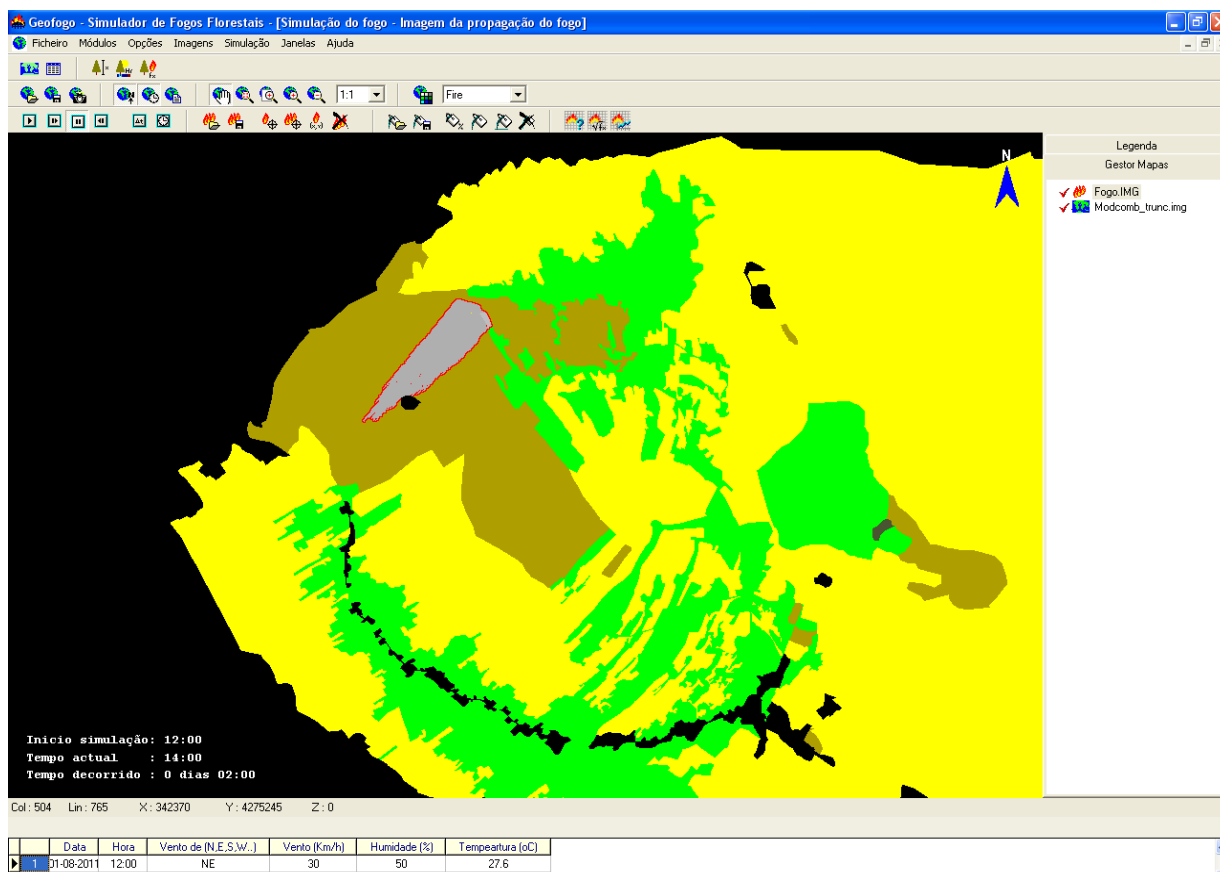 Geofogo - Simulador de Fogos Florestais - [Simulação do fogo - Imagem da propagação do fogo]
Ficheiro Módulos Opções Imagens Simulação Janelas Ajuda
1:1 Fire
Legenda
Gestor Mapas
N
Fogo.IMG
Modcomb_trunc.img
Inicio simulação: 12:00
Tempo actual : 14:00
Tempo decorrido : 0 dias 02:00
Col : 504 Lin : 765 X : 342370 Y : 4275245 Z : 0
Data Hora Vento de (N,E,S,W..) Vento (Km/h) Humidade (%) Tempeartura (oC)
1 01-08-2011 12:00 NE 30 50 27.6